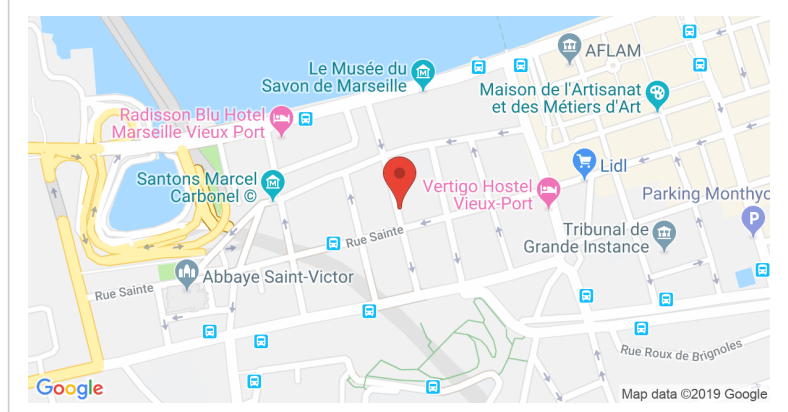 AFLAM
Le Musée du
Savon de Marseille
Maison de l'Artisanat
et des Métiers d'Art
Radisson Blu Hotel
Marseille Vieux Port
Lidl
Santons Marcel
Carbonel ©
Vertigo Hostel
Vieux-Port
Parking Monthyo
P
Tribunal de
Grande Instance
Rue Sainte
Abbaye Saint-Victor
Rue Sainte
Rue Roux de Brignoles
Google
Map data ©2019 Google